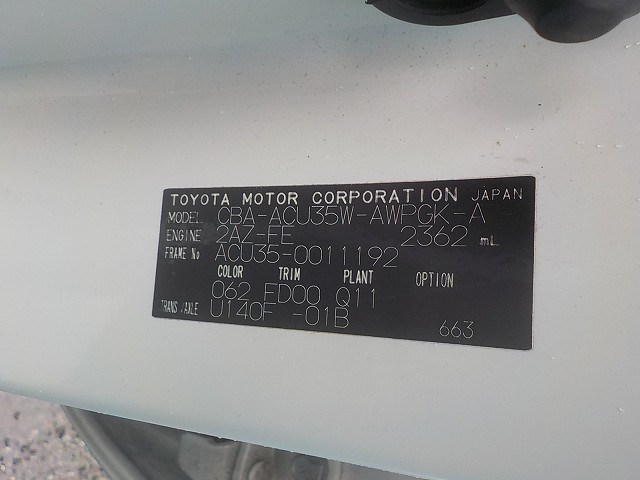 TOYOTA MOTOR CORPORATION JAPAN
MODEL CBA-ACU35W-AWPGK-A
ENGINE 2AZ-FE 2362 mL
FRAME No ACU35-0011192
COLOR TRIM PLANT OPTION
062 FD00 Q11
TRANS./AXLE U140F -01B
663